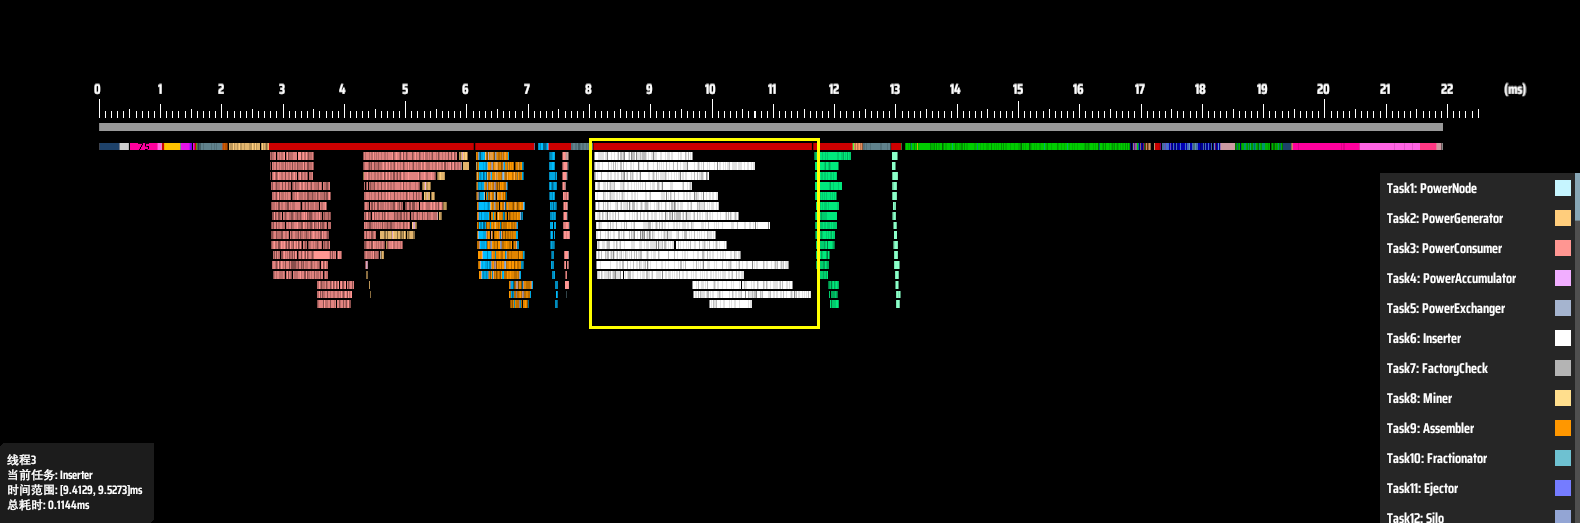 0 1 2 3 4 5 6 7 8 9 10 11 12 13 14 15 16 17 18 19 20 21 22 (ms)
Task1: PowerNode
Task2: PowerGenerator
Task3: PowerConsumer
Task4: PowerAccumulator
Task5: PowerExchanger
Task6: Inserter
Task7: FactoryCheck
Task8: Miner
Task9: Assembler
Task10: Fractionator
Task11: Ejector
Task12: Silo
线程3
当前任务: Inserter
时间范围: [9.4129, 9.5273]ms
总耗时: 0.1144ms